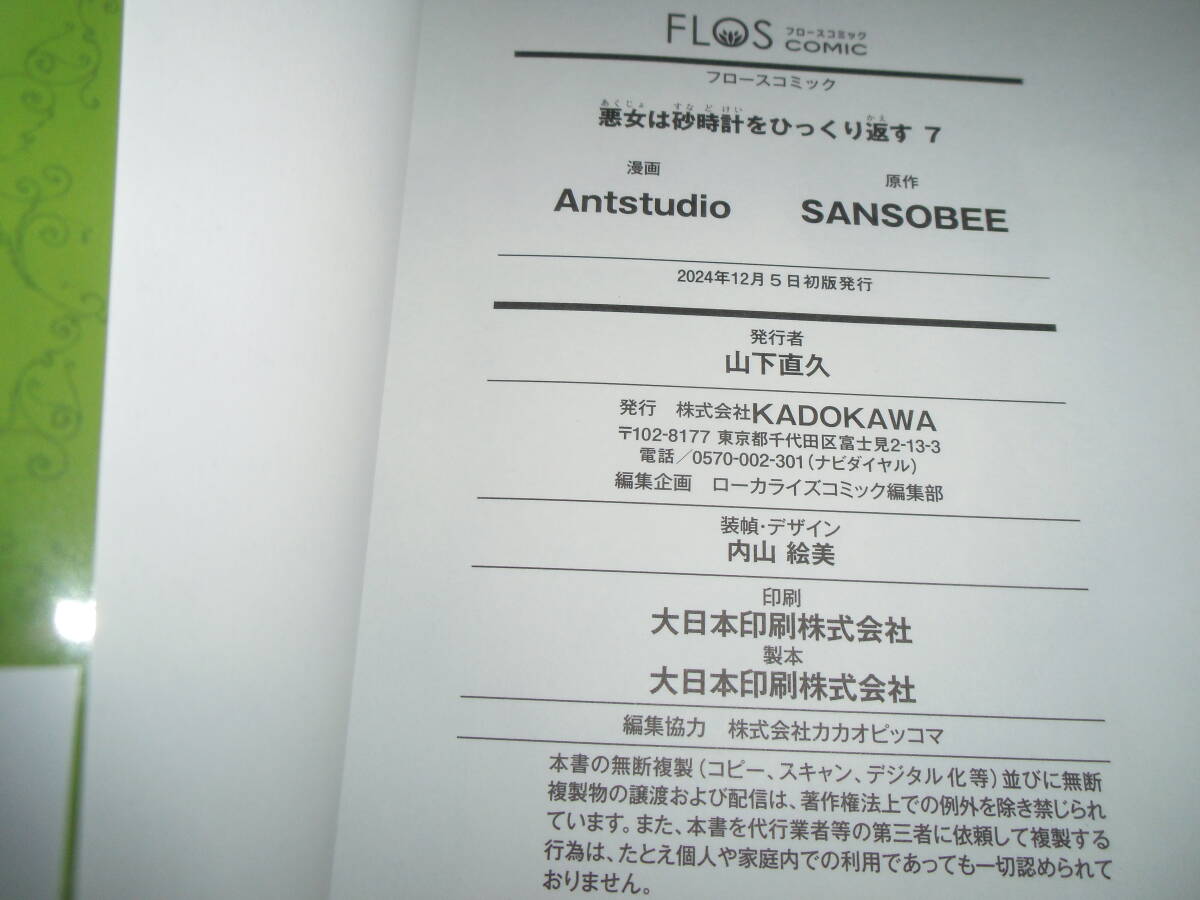 FLOS フロースコミック COMIC
フロースコミック
あくじょ すなどけい かえ
悪女は砂時計をひっくり返す 7
漫画 原作
Antstudio SANSOBEE
2024年12月5日初版発行
発行者
山下直久
発行 株式会社KADOKAWA
〒102-8177 東京都千代田区富士見2-13-3
電話／0570-002-301（ナビダイヤル）
編集企画 ローカライズコミック編集部
装幀・デザイン
内山 絵美
印刷
大日本印刷株式会社
製本
大日本印刷株式会社
編集協力 株式会社カカオピッコマ
本書の無断複製（コピー、スキャン、デジタル化等）並びに無断
複製物の譲渡および配信は、著作権法上での例外を除き禁じられ
ています。また、本書を代行業者等の第三者に依頼して複製する
行為は、たとえ個人や家庭内での利用であっても一切認められて
おりません。